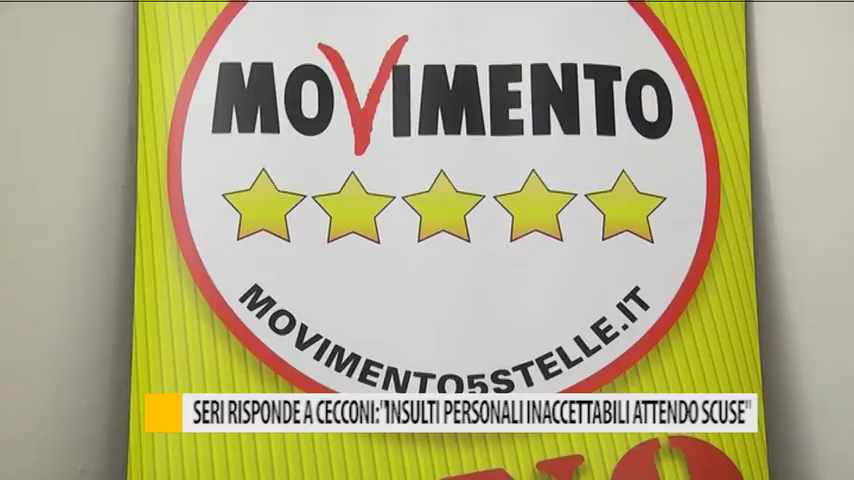 MOVIMENTO
MOVIMENTO5STELLE.IT
SERI RISPONDE A CECCONI:"INSULTI PERSONALI INACCETTABILI ATTENDO SCUSE"